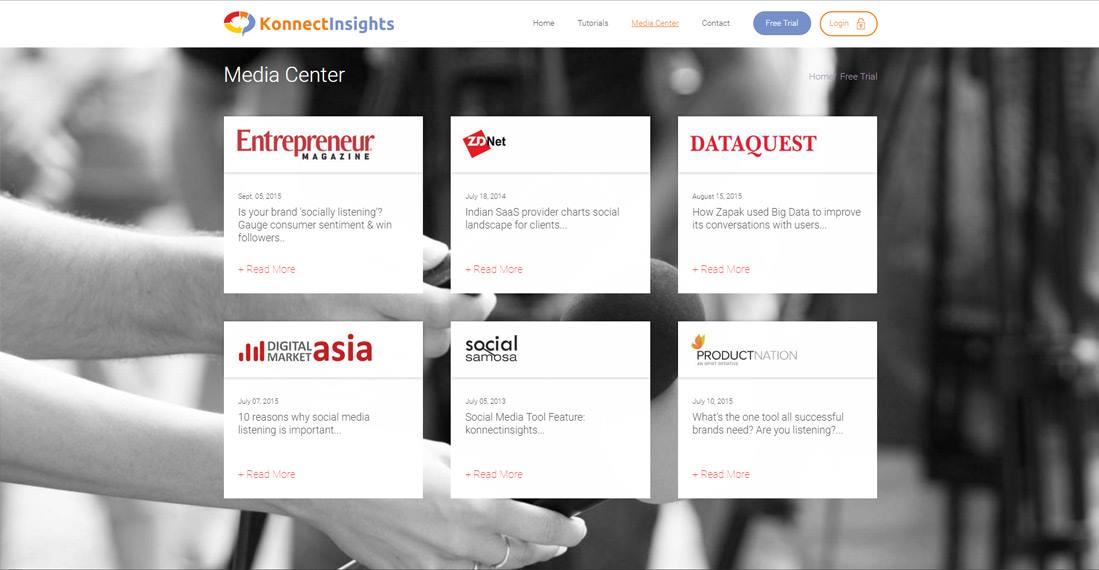 KonnectInsights
Home Tutorials Media Center Contact Free Trial Login
Media Center
Home Free Trial
Entrepreneur
MAGAZINE
Sept. 05, 2015
Is your brand 'socially listening'?
Gauge consumer sentiment & win
followers..
+ Read More
ZDNet
July 18, 2014
Indian SaaS provider charts social
landscape for clients...
+ Read More
DATAQUEST
August 15, 2015
How Zapak used Big Data to improve
its conversations with users...
+ Read More
DIGITAL
MARKET asia
July 07, 2015
10 reasons why social media
listening is important...
+ Read More
social
samosa
July 05, 2013
Social Media Tool Feature:
konnectinsights...
+ Read More
PRODUCTNATION
AN iSPIRT INITIATIVE
July 10, 2015
What's the one tool all successful
brands need? Are you listening?...
+ Read More